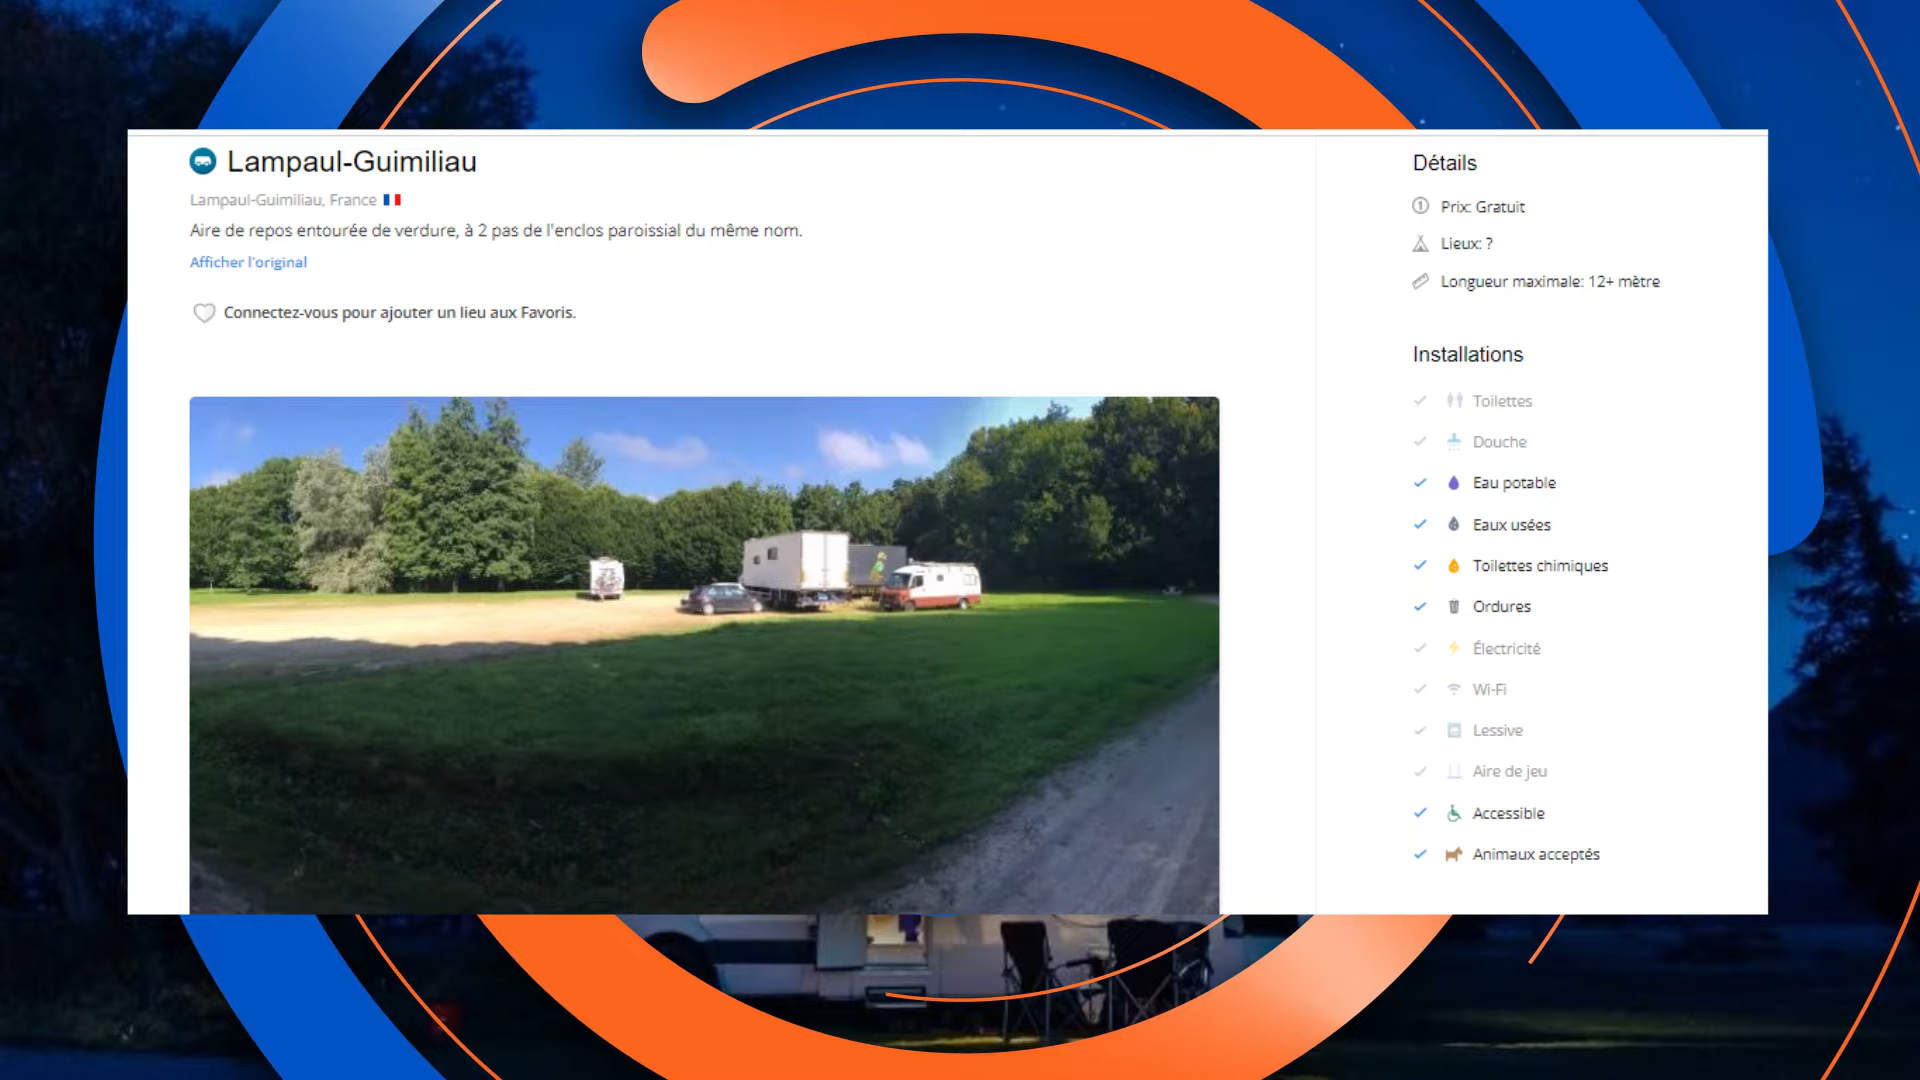 Lampaul-Guimiliau
Lampaul-Guimiliau, France
Aire de repos entourée de verdure, à 2 pas de l'enclos paroissial du même nom.
Afficher l'original
Connectez-vous pour ajouter un lieu aux Favoris.
Détails
Prix: Gratuit
Lieux: ?
Longueur maximale: 12+ mètre
Installations
Toilettes
Douche
Eau potable
Eaux usées
Toilettes chimiques
Ordures
Électricité
Wi-Fi
Lessive
Aire de jeu
Accessible
Animaux acceptés